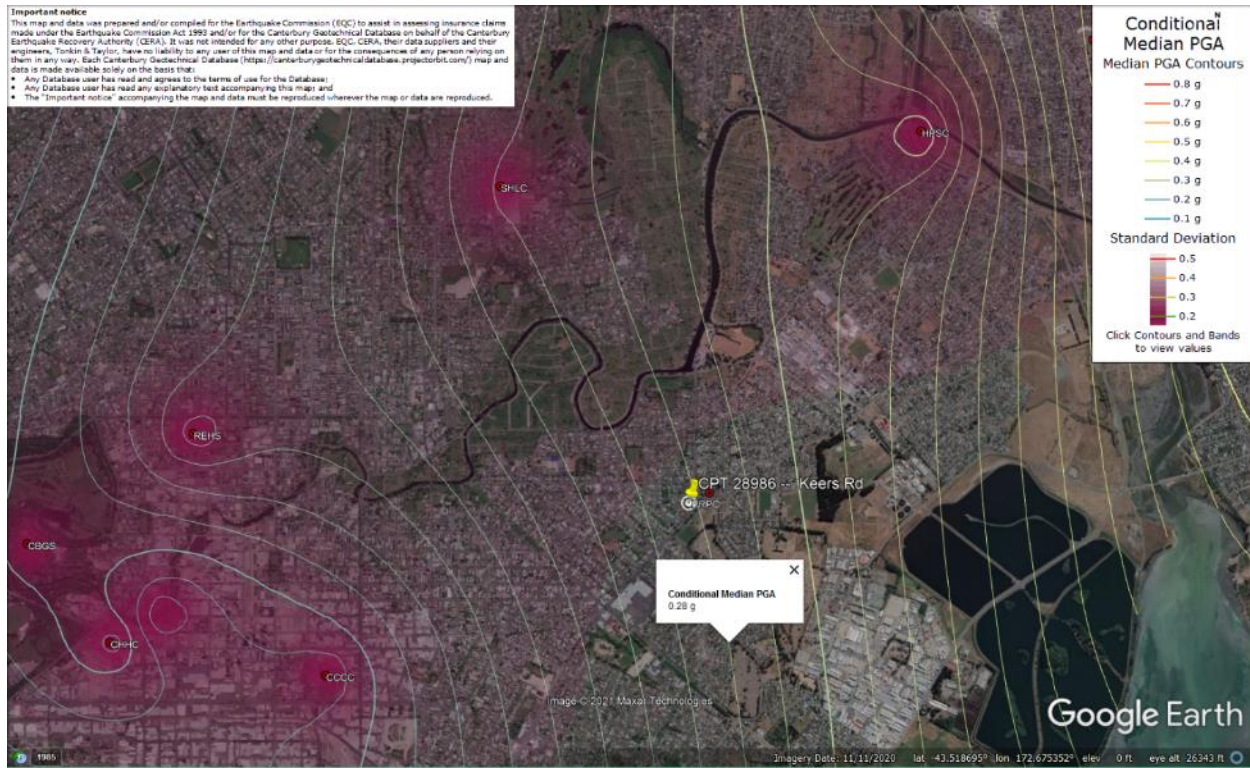 Important notice
This map and data was prepared and/or compiled for the Earthquake Commission (EQC) to assist in assessing insurance claims
made under the Earthquake Commission Act 1993 and/or for the Canterbury Geotechnical Database on behalf of the Canterbury
Earthquake Recovery Authority (CERA). It was not intended for any other purpose. EQC, CERA, their data suppliers and their
engineers, Tonkin & Taylor, have no liability to any user of this map and data or for the consequences of any person relying on
them in any way. Each Canterbury Geotechnical Database (https://canterburygeotechnicaldatabase.projectorbit.com/) map and
data is made available solely on the basis that:
• Any Database user has read and agrees to the terms of use for the Database;
• Any Database user has read any explanatory text accompanying this map; and
• The "Important notice" accompanying the map and data must be reproduced wherever the map or data are reproduced.
N
Conditional
Median PGA
Median PGA Contours
0.8 g
0.7 g
0.6 g
0.5 g
0.4 g
0.3 g
0.2 g
0.1 g
Standard Deviation
0.5
0.4
0.3
0.2
Click Contours and Bands
to view values
HPSC
SHLC
REHS
CPT 28986 -- Keers Rd
CBGS
Conditional Median PGA
0.28 g
CHHC
CCCC
Image © 2021 Maxar Technologies
Google Earth
1985
Imagery Date: 11/11/2020 lat -43.518695° lon 172.675352° elev 0 ft eye alt 26343 ft